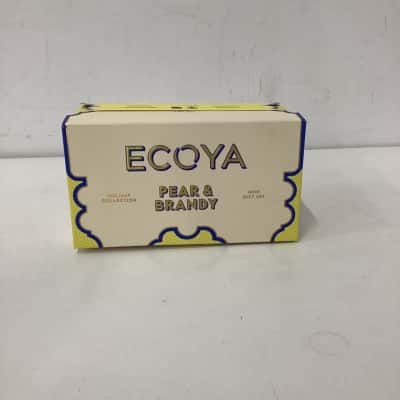 ECOYA
PEAR &
BRANDY
HOLIDAY
COLLECTION
MINI
GIFT SET